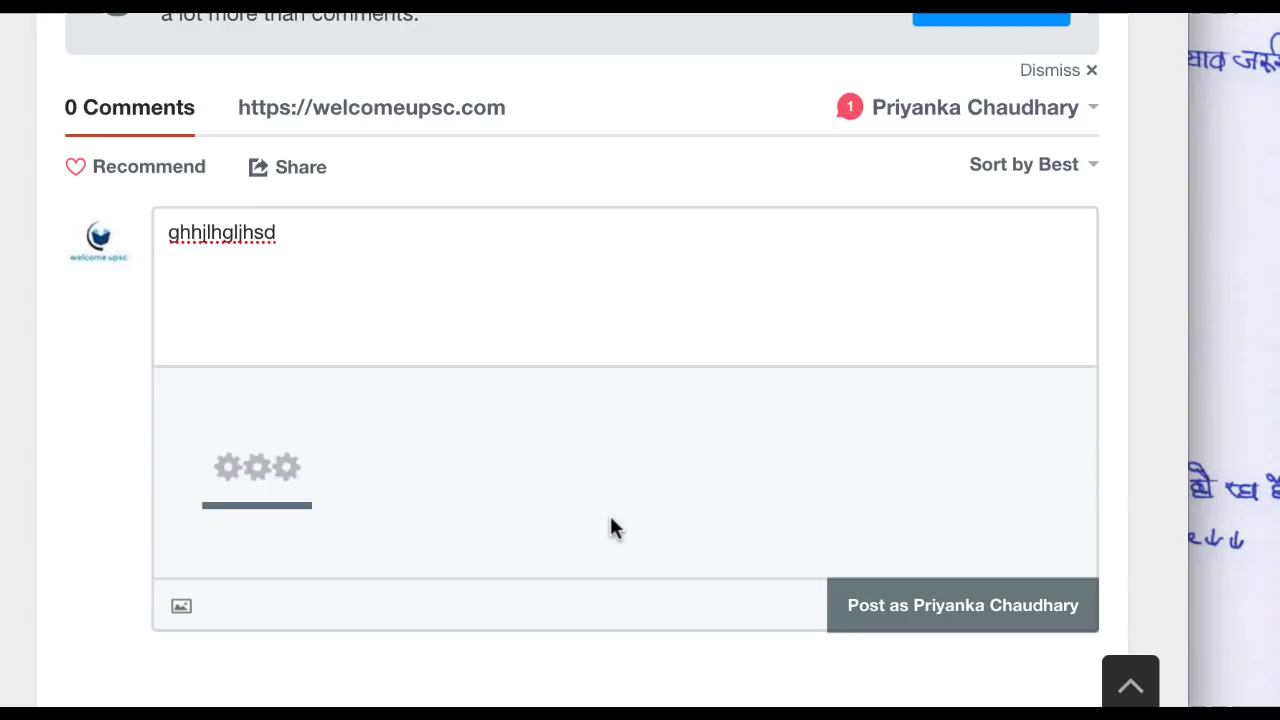 a lot more than comments.
Dismiss ×
0 Comments https://welcomeupsc.com 1 Priyanka Chaudhary
Recommend Share Sort by Best
ghhjlhgljhsd
welcome upsc
Post as Priyanka Chaudhary